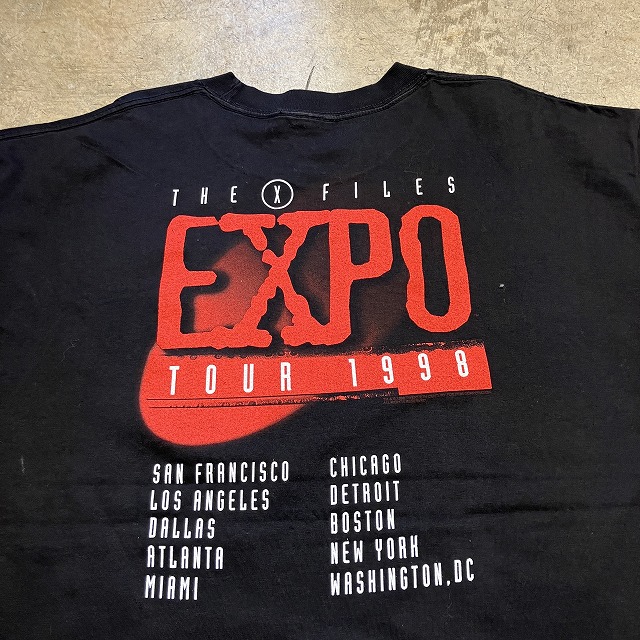 THE X FILES
EXPO
TOUR 1998
SAN FRANCISCO
LOS ANGELES
DALLAS
ATLANTA
MIAMI
CHICAGO
DETROIT
BOSTON
NEW YORK
WASHINGTON, DC